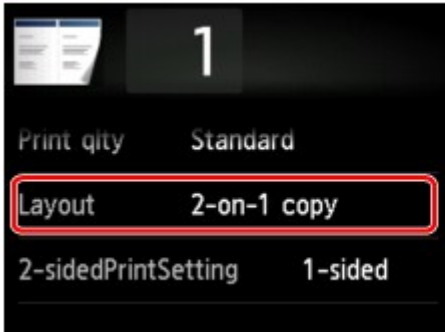 1
Print qlty Standard
Layout 2-on-1 copy
2-sidedPrintSetting 1-sided